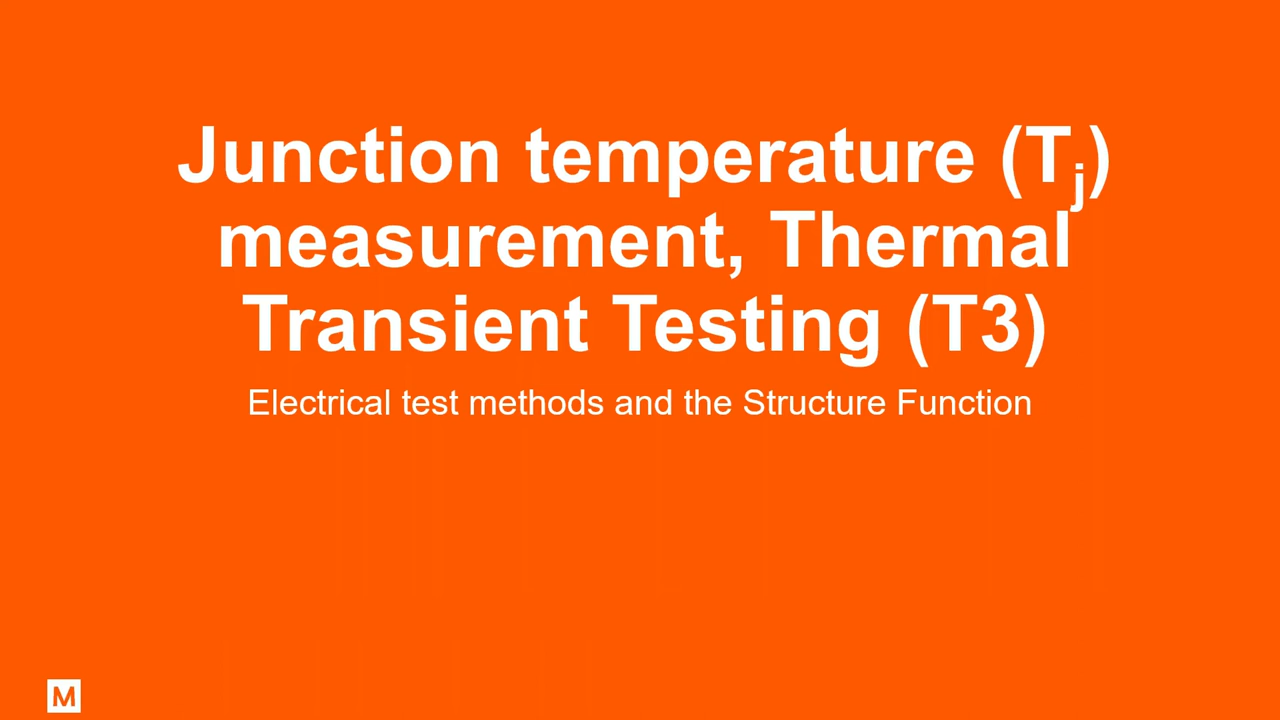 Junction temperature (Tj)
measurement, Thermal
Transient Testing (T3)
Electrical test methods and the Structure Function
M